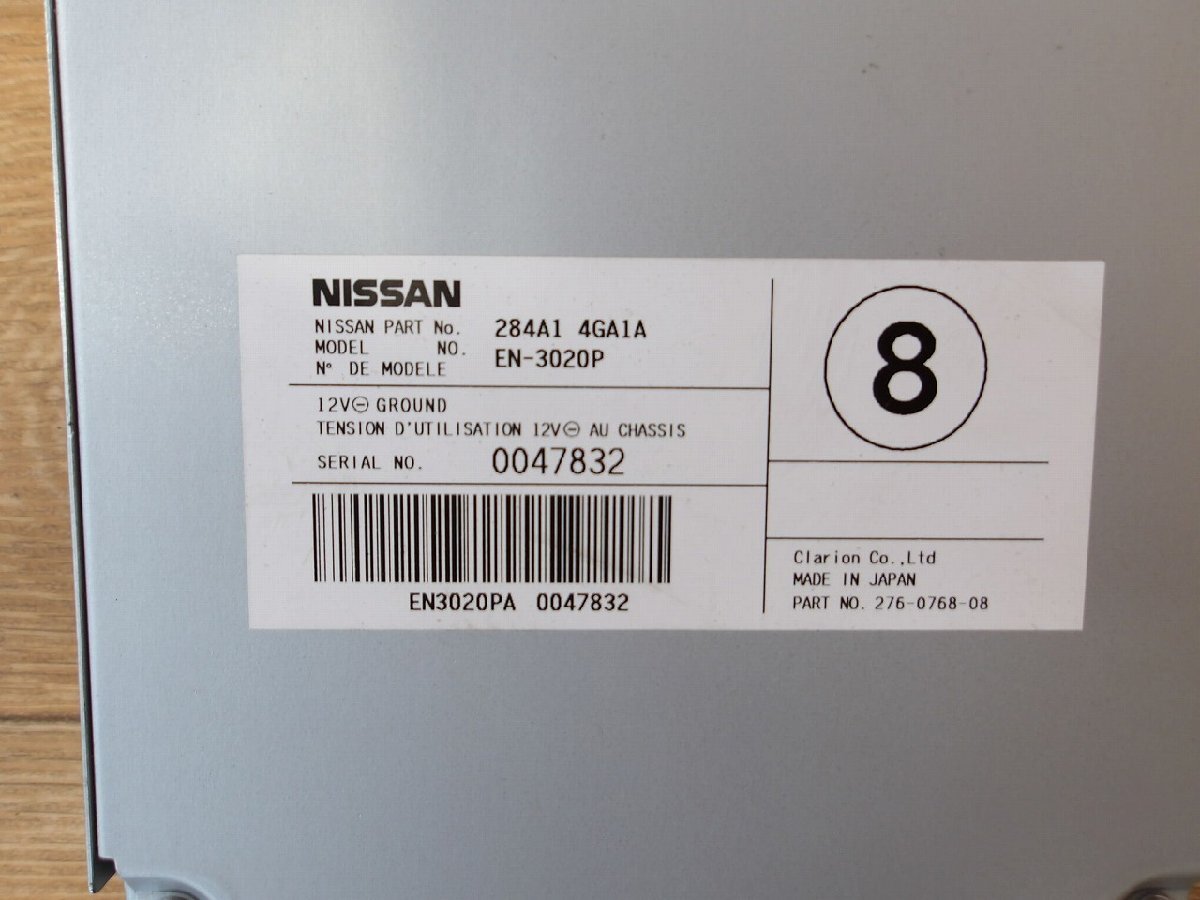 NISSAN
NISSAN PART No. 284A1 4GA1A
MODEL NO. EN-3020P
N° DE MODELE
12V⊖ GROUND
TENSION D'UTILISATION 12V⊖ AU CHASSIS
SERIAL NO. 0047832
EN3020PA 0047832
8
Clarion Co.,Ltd
MADE IN JAPAN
PART NO. 276-0768-08